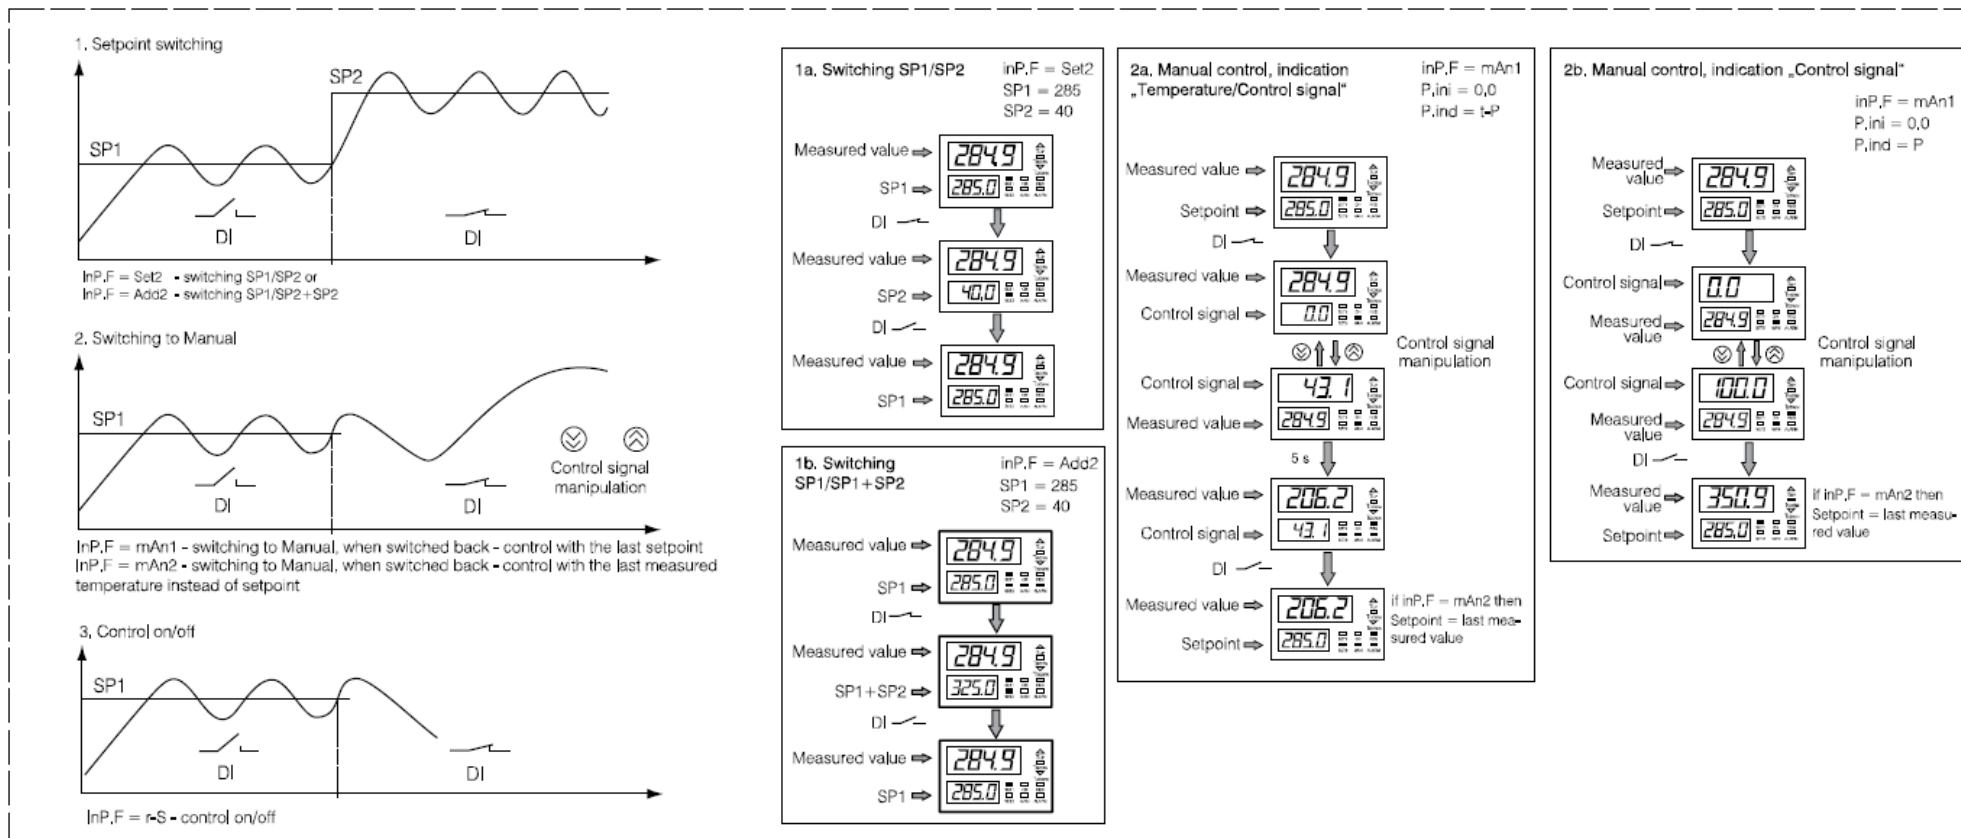 1. Setpoint switching
SP2
SP1
DI
DI
InP.F = Set2 - switching SP1/SP2 or
InP.F = Add2 - switching SP1/SP2+SP2
2. Switching to Manual
SP1
DI
DI
Control signal
manipulation
InP.F = mAn1 - switching to Manual, when switched back - control with the last setpoint
InP.F = mAn2 - switching to Manual, when switched back - control with the last measured
temperature instead of setpoint
3. Control on/off
SP1
DI
DI
InP.F = r-S - control on/off
1a. Switching SP1/SP2
inP.F = Set2
SP1 = 285
SP2 = 40
Measured value
284.9
SP1
285.0
DI
Measured value
284.9
SP2
40.0
DI
Measured value
284.9
SP1
285.0
1b. Switching
SP1/SP1+SP2
inP.F = Add2
SP1 = 285
SP2 = 40
Measured value
284.9
SP1
285.0
DI
Measured value
284.9
SP1+SP2
325.0
DI
Measured value
284.9
SP1
285.0
2a. Manual control, indication
„Temperature/Control signal"
inP.F = mAn1
P.ini = 0,0
P.ind = t-P
Measured value
284.9
Setpoint
285.0
DI
Measured value
284.9
Control signal
0.0
Control signal
manipulation
Control signal
43.1
Measured value
284.9
5 s
Measured value
206.2
Control signal
43.1
DI
Measured value
206.2
Setpoint
285.0
if inP.F = mAn2 then
Setpoint = last mea-
sured value
2b. Manual control, indication „Control signal"
inP.F = mAn1
P.ini = 0,0
P.ind = P
Measured
value
284.9
Setpoint
285.0
DI
Control signal
0.0
Measured
value
284.9
Control signal
manipulation
Control signal
100.0
Measured
value
284.9
DI
Measured
value
350.9
Setpoint
285.0
if inP.F = mAn2 then
Setpoint = last measu-
red value